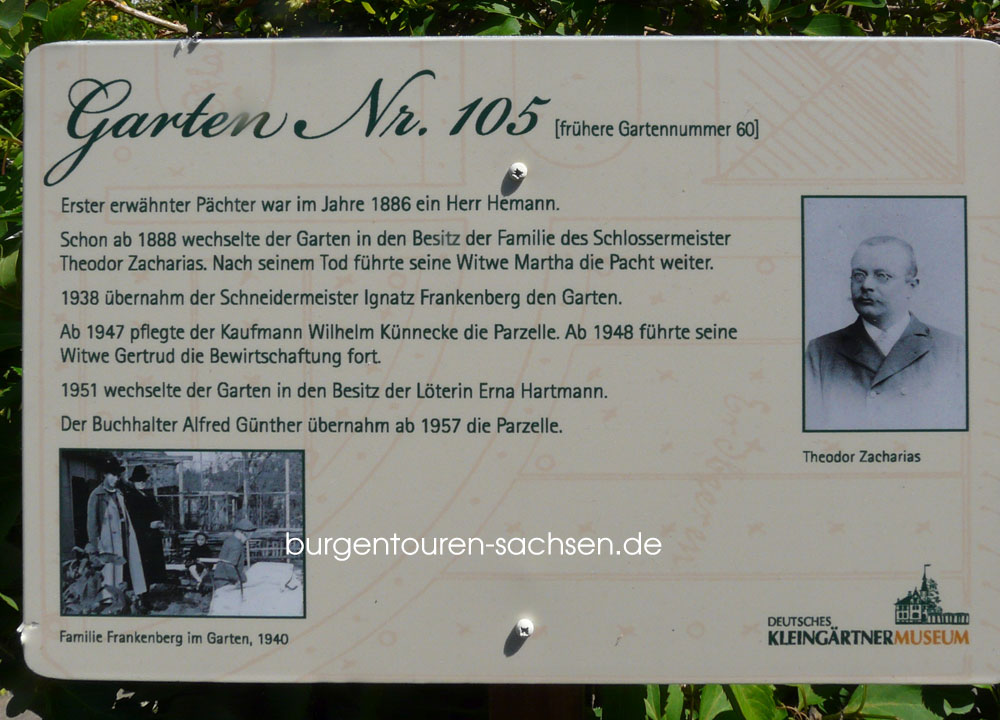 Garten Nr. 105 [frühere Gartennummer 60]
Erster erwähnter Pächter war im Jahre 1886 ein Herr Hemann.
Schon ab 1888 wechselte der Garten in den Besitz der Familie des Schlossermeister
Theodor Zacharias. Nach seinem Tod führte seine Witwe Martha die Pacht weiter.
1938 übernahm der Schneidermeister Ignatz Frankenberg den Garten.
Ab 1947 pflegte der Kaufmann Wilhelm Künnecke die Parzelle. Ab 1948 führte seine
Witwe Gertrud die Bewirtschaftung fort.
1951 wechselte der Garten in den Besitz der Löterin Erna Hartmann.
Der Buchhalter Alfred Günther übernahm ab 1957 die Parzelle.
Theodor Zacharias
burgentouren-sachsen.de
Familie Frankenberg im Garten, 1940
DEUTSCHES
KLEINGÄRTNERMUSEUM